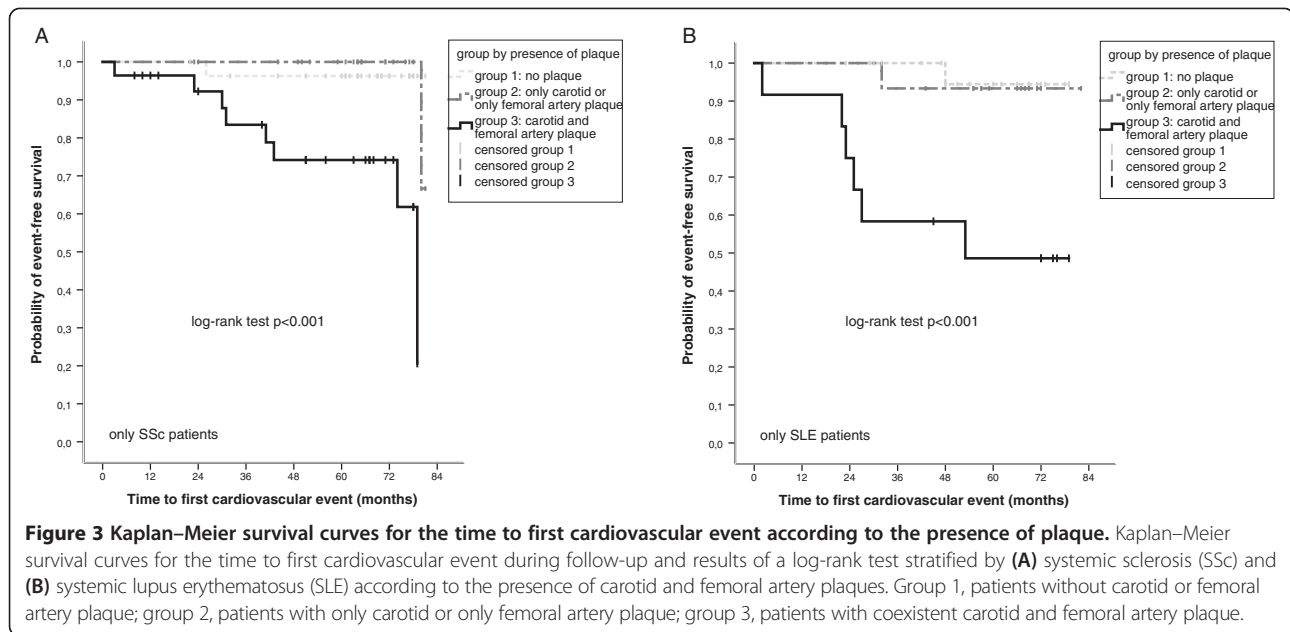 A
Probability of event-free survival
1,0
0,9
0,8
0,7
0,6
0,5
0,4
0,3
0,2
0,1
0,0
log-rank test p<0.001
only SSc patients
0 12 24 36 48 60 72 84
Time to first cardiovascular event (months)
group by presence of plaque
group 1: no plaque
group 2: only carotid or
only femoral artery plaque
group 3: carotid and
femoral artery plaque
censored group 1
censored group 2
censored group 3
B
Probability of event-free survival
1,0
0,9
0,8
0,7
0,6
0,5
0,4
0,3
0,2
0,1
0,0
log-rank test p<0.001
only SLE patients
0 12 24 36 48 60 72 84
Time to first cardiovascular event (months)
group by presence of plaque
group 1: no plaque
group 2: only carotid or
only femoral artery plaque
group 3: carotid and
femoral artery plaque
censored group 1
censored group 2
censored group 3
Figure 3 Kaplan–Meier survival curves for the time to first cardiovascular event according to the presence of plaque. Kaplan–Meier
survival curves for the time to first cardiovascular event during follow-up and results of a log-rank test stratified by (A) systemic sclerosis (SSc) and
(B) systemic lupus erythematosus (SLE) according to the presence of carotid and femoral artery plaques. Group 1, patients without carotid or femoral
artery plaque; group 2, patients with only carotid or only femoral artery plaque; group 3, patients with coexistent carotid and femoral artery plaque.